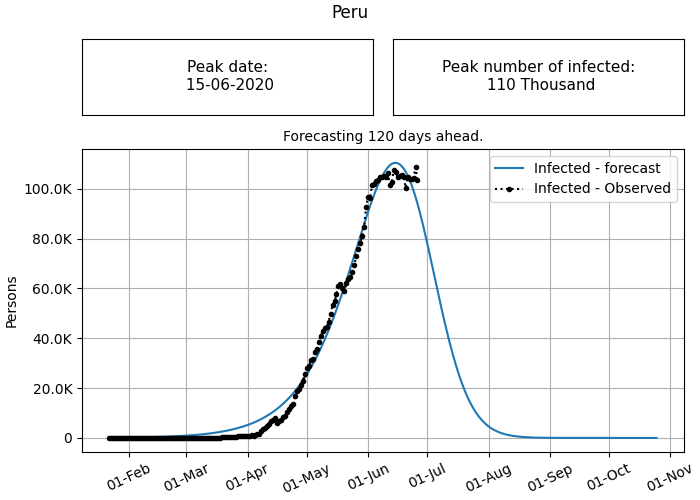 Peru
Peak date:
15-06-2020
Peak number of infected:
110 Thousand
Forecasting 120 days ahead.
Infected - forecast
Infected - Observed
Persons
100.0K
80.0K
60.0K
40.0K
20.0K
0
01-Feb
01-Mar
01-Apr
01-May
01-Jun
01-Jul
01-Aug
01-Sep
01-Oct
01-Nov